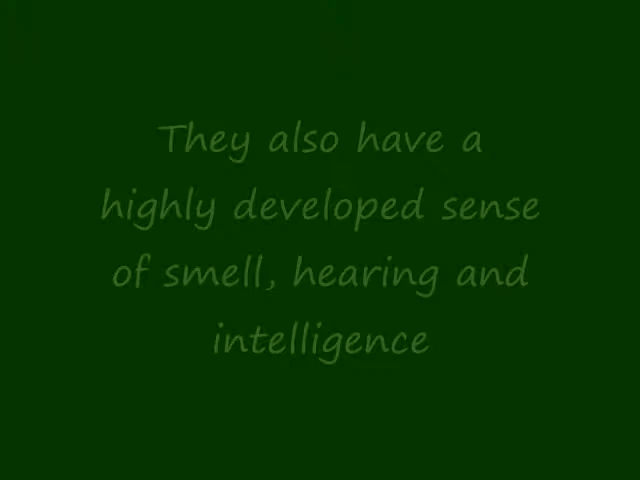 They also have a
highly developed sense
of smell, hearing and
intelligence